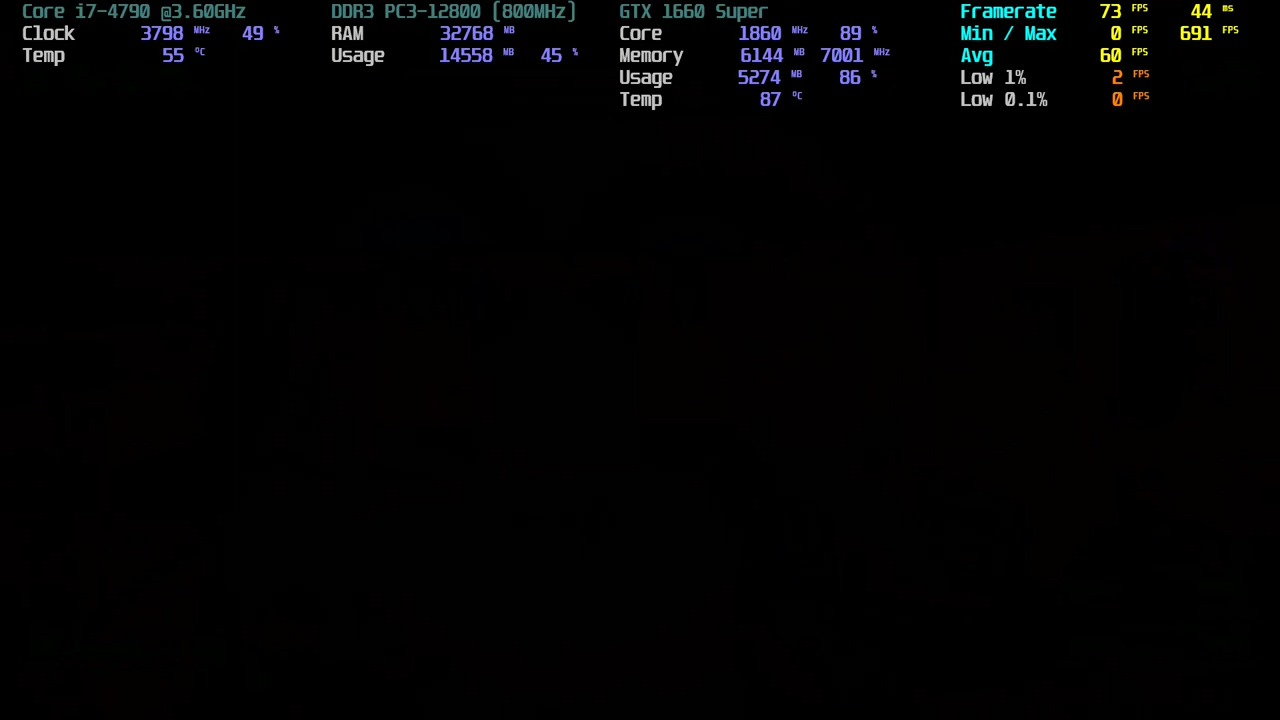 Core i7-4790 @3.60GHz DDR3 PC3-12800 (800MHz) GTX 1660 Super Framerate 73 FPS 44 ms
Clock 3798 MHz 49 % RAM 32768 MB Core 1860 MHz 89 % Min / Max 0 FPS 691 FPS
Temp 55 °C Usage 14558 MB 45 % Memory 6144 MB 7001 MHz Avg 60 FPS
Usage 5274 MB 86 % Low 1% 2 FPS
Temp 87 °C Low 0.1% 0 FPS